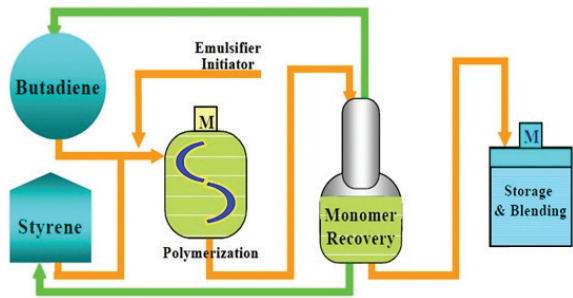 Emulsifier
Initiator
Butadiene
M
M
Styrene
Monomer
Recovery
Storage
& Blending
Polymerization